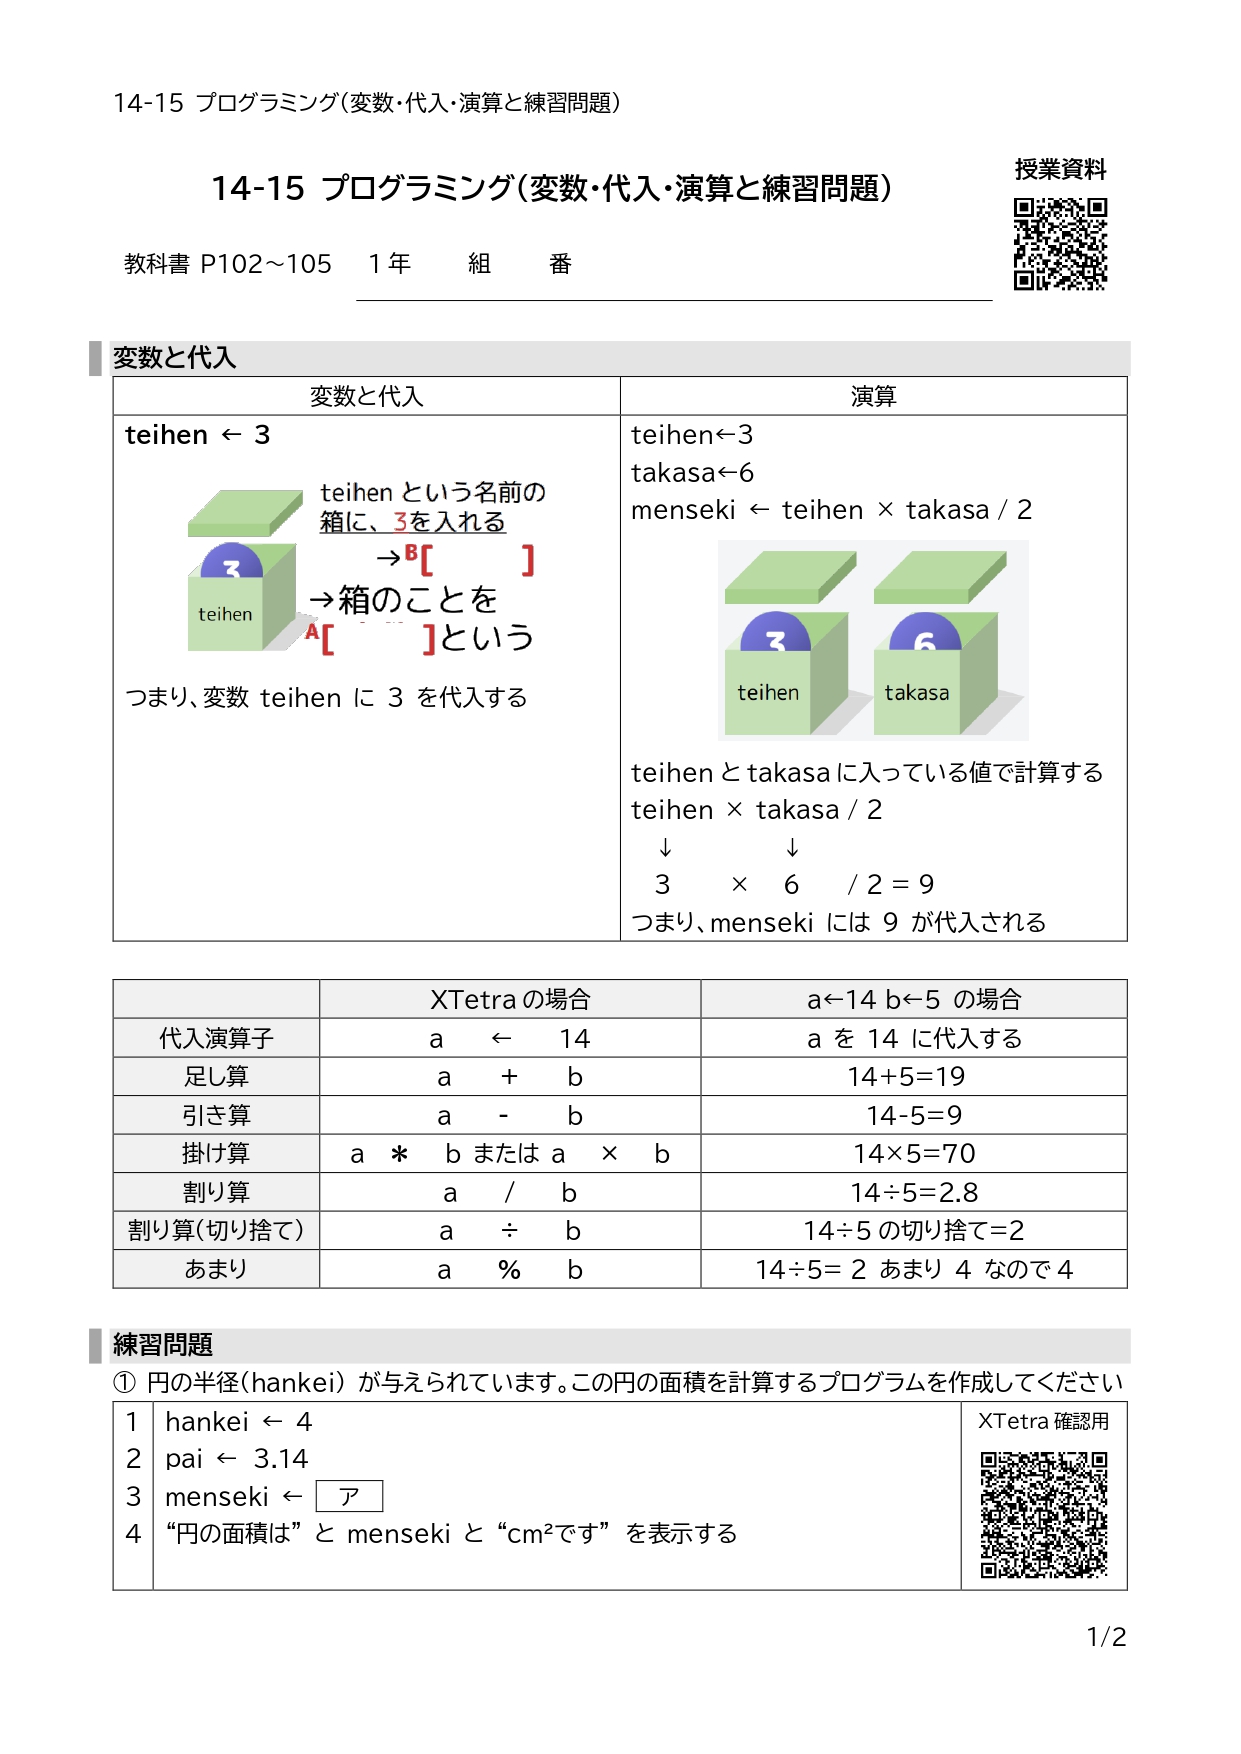 14-15 プログラミング（変数・代入・演算と練習問題）
14-15 プログラミング（変数・代入・演算と練習問題）
授業資料
教科書 P102～105 1年 組 番
変数と代入
変数と代入 演算
teihen ← 3
teihen という名前の
箱に、3を入れる
→B[ ]
→箱のことを
A[ ]という
3
teihen
つまり、変数 teihen に 3 を代入する
teihen←3
takasa←6
menseki ← teihen × takasa / 2
3 6
teihen takasa
teihen と takasa に入っている値で計算する
teihen × takasa / 2
↓ ↓
3 × 6 / 2 = 9
つまり、menseki には 9 が代入される
XTetra の場合 a←14 b←5 の場合
代入演算子 a ← 14 a を 14 に代入する
足し算 a + b 14+5=19
引き算 a - b 14-5=9
掛け算 a * b または a × b 14×5=70
割り算 a / b 14÷5=2.8
割り算（切り捨て） a ÷ b 14÷5 の切り捨て=2
あまり a % b 14÷5= 2 あまり 4 なので 4
練習問題
① 円の半径（hankei）が与えられています。この円の面積を計算するプログラムを作成してください
1 hankei ← 4
2 pai ← 3.14
3 menseki ← ア
4 “円の面積は” と menseki と “cm²です” を表示する
XTetra 確認用
1/2